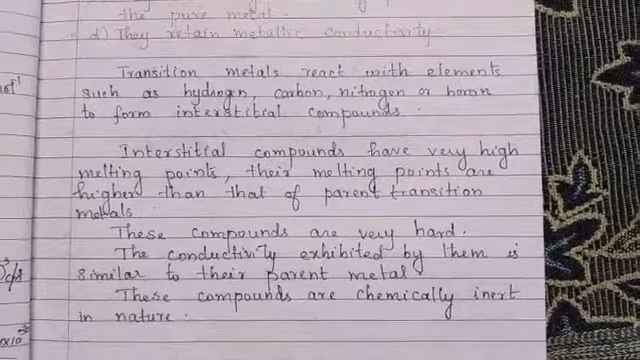 the pure metal.
d) They retain metallic conductivity
Transition metals react with elements
such as hydrogen, carbon, nitrogen or boron
to form interstitial compounds.
Interstitial compounds have very high
melting points, their melting points are
higher than that of parent transition
metals
These compounds are very hard.
The conductivity exhibited by them is
similar to their parent metal
These compounds are chemically inert
in nature.